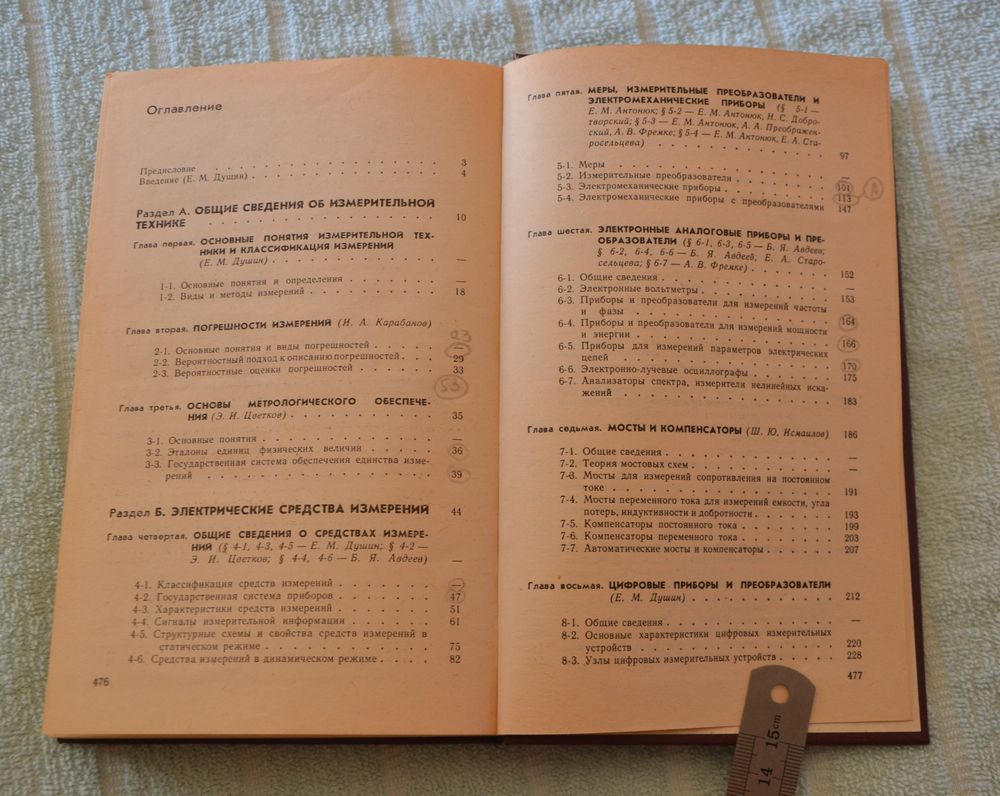 Оглавление
Предисловие . . . . . . . . . . 3
Введение (Е. М. Душин) . . . . . . . . . . 4
Раздел А. ОБЩИЕ СВЕДЕНИЯ ОБ ИЗМЕРИТЕЛЬНОЙ
ТЕХНИКЕ . . . . . . . . . . 10
Глава первая. ОСНОВНЫЕ ПОНЯТИЯ ИЗМЕРИТЕЛЬНОЙ ТЕХ-
НИКИ И КЛАССИФИКАЦИЯ ИЗМЕРЕНИЙ
(Е. М. Душин) . . . . . . . . . . —
1-1. Основные понятия и определения . . . . . . —
1-2. Виды и методы измерений . . . . . . . . 18
Глава вторая. ПОГРЕШНОСТИ ИЗМЕРЕНИЙ (И. А. Карабанов)
23
2-1. Основные понятия и виды погрешностей . . . . . —
2-2. Вероятностный подход к описанию погрешностей . . . 29
2-3. Вероятностные оценки погрешностей . . . . . . 33
53
Глава третья. ОСНОВЫ МЕТРОЛОГИЧЕСКОГО ОБЕСПЕЧЕ-
НИЯ (Э. И. Цветков) . . . . . . . . . . 35
3-1. Основные понятия . . . . . . . . . . —
3-2. Эталоны единиц физических величин . . . . . . 36
3-3. Государственная система обеспечения единства изме-
рений . . . . . . . . . . 39
Раздел Б. ЭЛЕКТРИЧЕСКИЕ СРЕДСТВА ИЗМЕРЕНИЙ 44
Глава четвертая. ОБЩИЕ СВЕДЕНИЯ О СРЕДСТВАХ ИЗМЕРЕ-
НИЙ (§ 4-1, 4-3, 4-5 — Е. М. Душин; § 4-2 —
Э. И. Цветков; § 4-4, 4-6 — Б. Я. Авдеев) —
4-1. Классификация средств измерений . . . . . . —
4-2. Государственная система приборов . . . . . . 47
4-3. Характеристики средств измерений . . . . . . 51
4-4. Сигналы измерительной информации . . . . . . 61
4-5. Структурные схемы и свойства средств измерений в
статическом режиме . . . . . . . . . . 75
4-6. Средства измерений в динамическом режиме . . . . 82
476
Глава пятая. МЕРЫ, ИЗМЕРИТЕЛЬНЫЕ ПРЕОБРАЗОВАТЕЛИ И
ЭЛЕКТРОМЕХАНИЧЕСКИЕ ПРИБОРЫ (§ 5-1 —
Е. М. Антонюк; § 5-2 — Е. М. Антонюк, Н. С. Добро-
творский; § 5-3 — Е. М. Антонюк, А. А. Преображен-
ский, А. В. Фремке; § 5-4 — Е. М. Антонюк, Е. А. Ста-
росельцева) . . . . . . . . . . 97
5-1. Меры . . . . . . . . . . —
5-2. Измерительные преобразователи . . . . . . 101
5-3. Электромеханические приборы . . . . . . . 113
5-4. Электромеханические приборы с преобразователями 147
Глава шестая. ЭЛЕКТРОННЫЕ АНАЛОГОВЫЕ ПРИБОРЫ И ПРЕ-
ОБРАЗОВАТЕЛИ (§ 6-1, 6-3, 6-5 — Б. Я. Авдеев;
§ 6-2, 6-4, 6-6 — Б. Я. Авдеев, Е. А. Старо-
сельцева; § 6-7 — А. В. Фремке) . . . . . . 152
6-1. Общие сведения . . . . . . . . . . —
6-2. Электронные вольтметры . . . . . . . . 153
6-3. Приборы и преобразователи для измерений частоты
и фазы . . . . . . . . . . 164
6-4. Приборы и преобразователи для измерений мощности
и энергии . . . . . . . . . . 166
6-5. Приборы для измерений параметров электрических
цепей . . . . . . . . . . 170
6-6. Электронно-лучевые осциллографы . . . . . . 175
6-7. Анализаторы спектра, измерители нелинейных иска-
жений . . . . . . . . . . 183
Глава седьмая. МОСТЫ И КОМПЕНСАТОРЫ (Ш. Ю. Исмаилов) 186
7-1. Общие сведения . . . . . . . . . . —
7-2. Теория мостовых схем . . . . . . . . . —
7-3. Мосты для измерений сопротивления на постоянном
токе . . . . . . . . . . 191
7-4. Мосты переменного тока для измерений емкости, угла
потерь, индуктивности и добротности . . . . . . 193
7-5. Компенсаторы постоянного тока . . . . . . . 199
7-6. Компенсаторы переменного тока . . . . . . . 203
7-7. Автоматические мосты и компенсаторы . . . . . 207
Глава восьмая. ЦИФРОВЫЕ ПРИБОРЫ И ПРЕОБРАЗОВАТЕЛИ
(Е. М. Душин) . . . . . . . . . . 212
8-1. Общие сведения . . . . . . . . . . —
8-2. Основные характеристики цифровых измерительных
устройств . . . . . . . . . . 220
8-3. Узлы цифровых измерительных устройств . . . . . 228
477
14 15cm